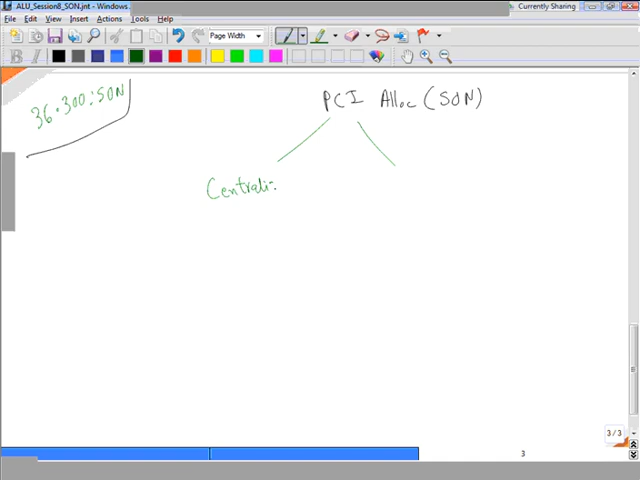 ALU_Session8_SON.jnt - Windows
Currently Sharing
File Edit View Insert Actions Tools Help
Page Width
36.300:SON
PCI Alloc (SON)
Centrali
3 / 3
3